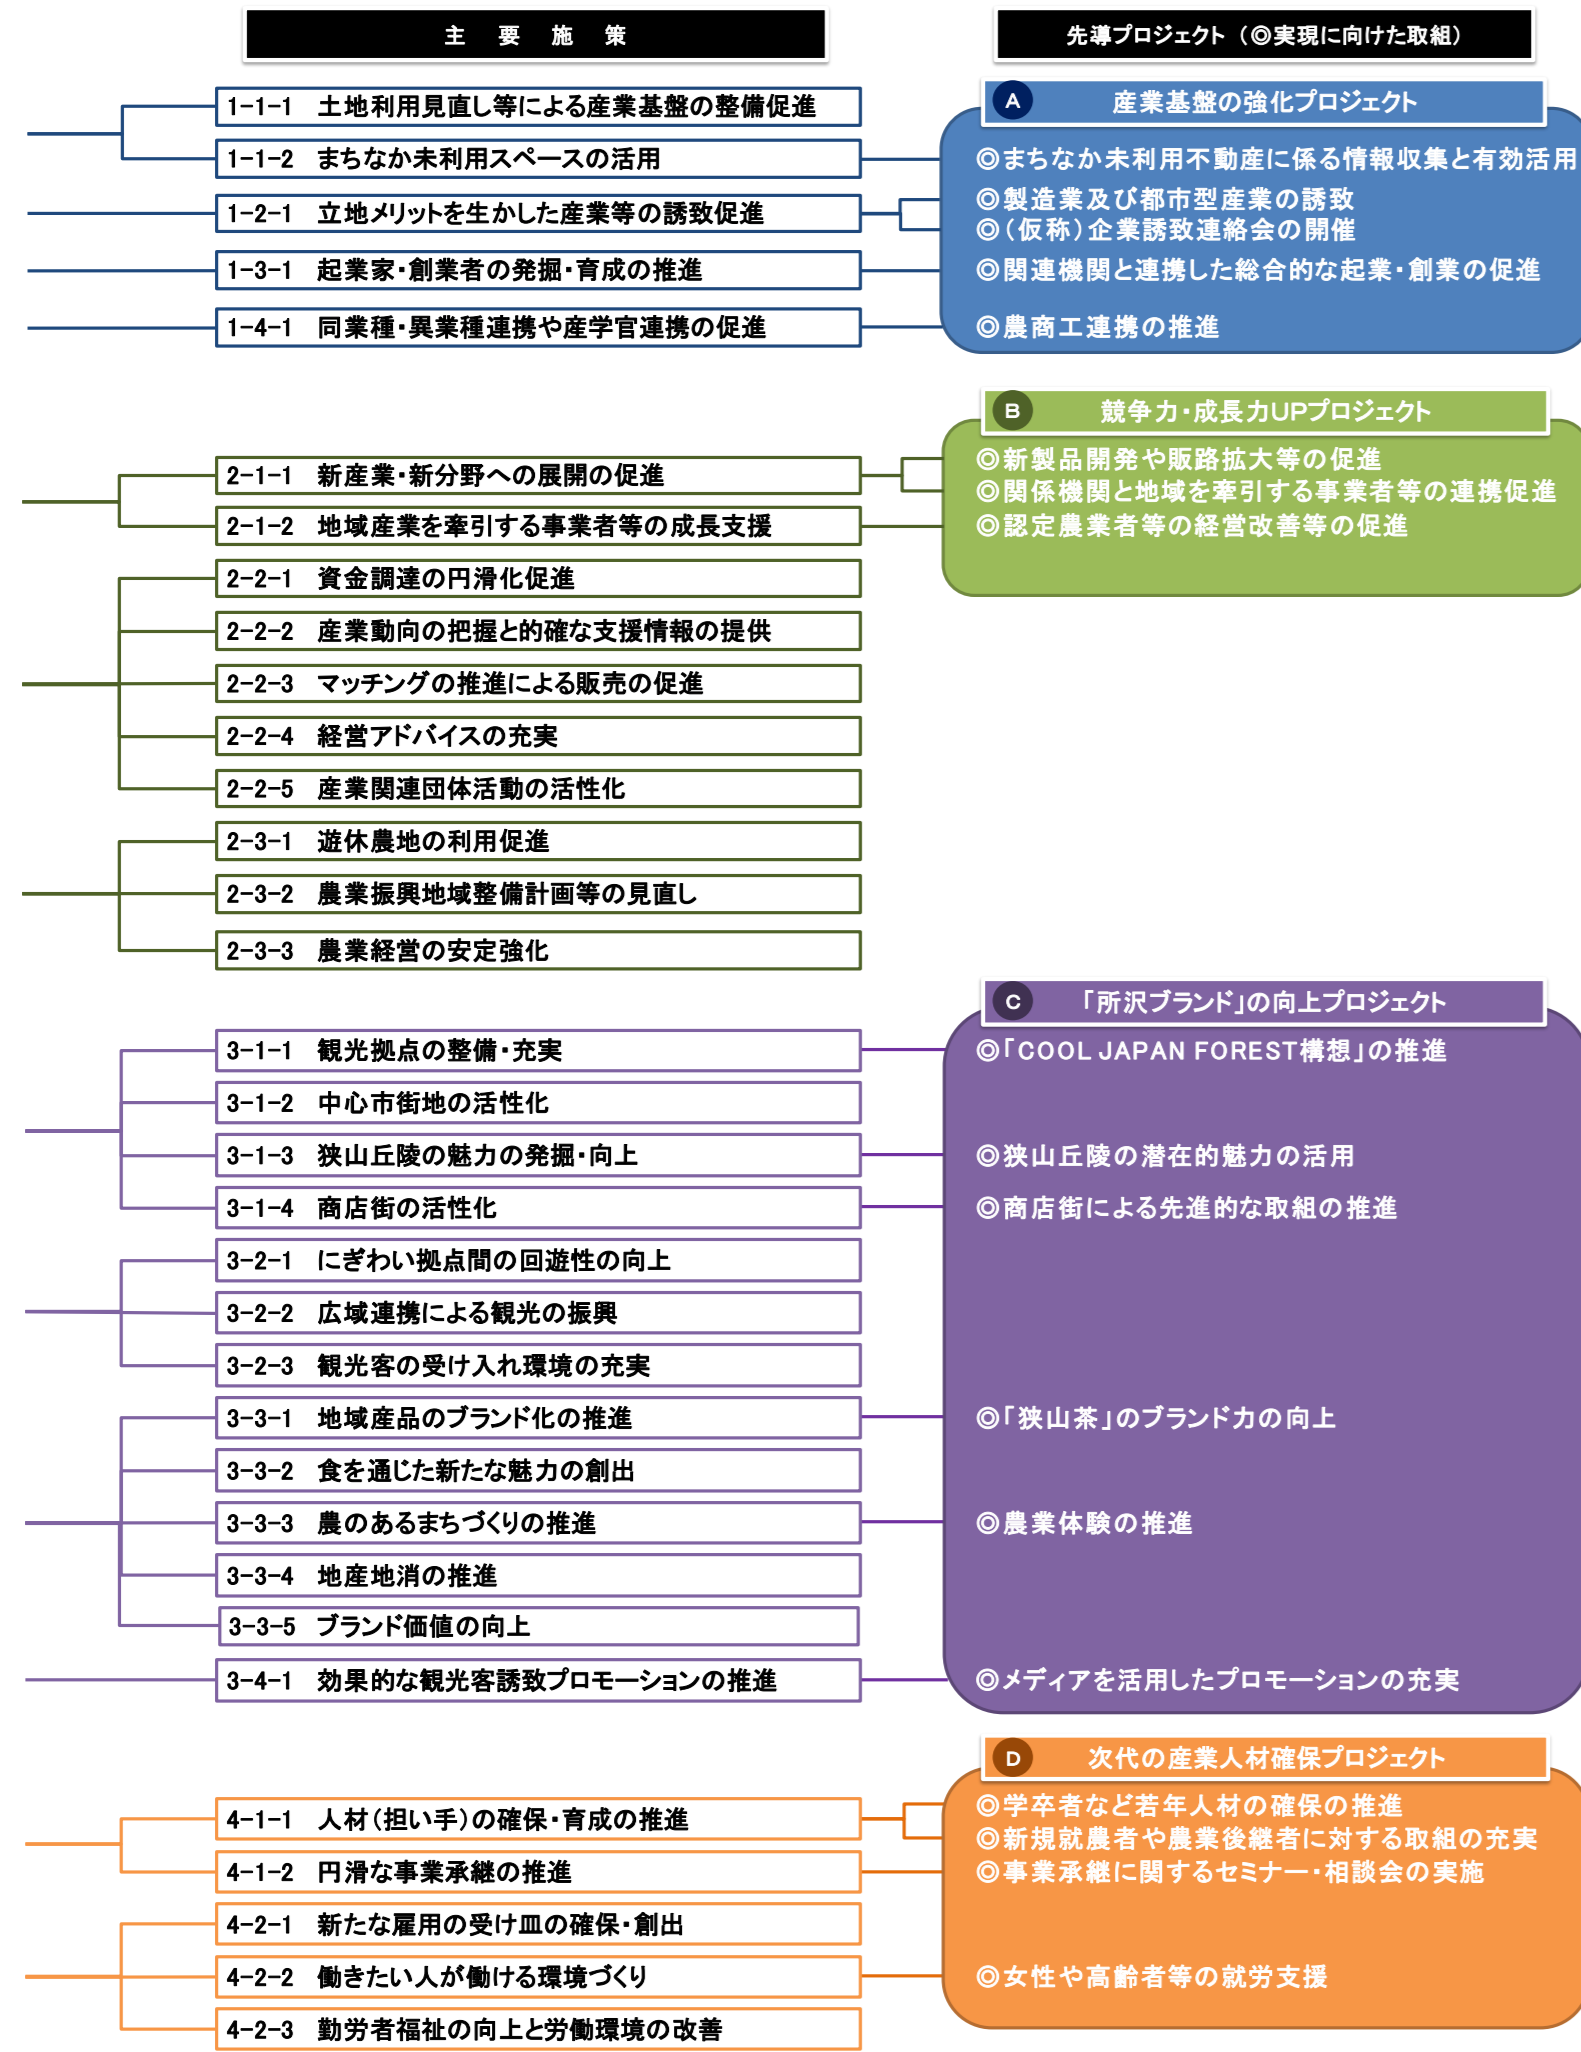 主 要 施 策
先導プロジェクト（◎実現に向けた取組）
A 産業基盤の強化プロジェクト
1-1-1 土地利用見直し等による産業基盤の整備促進
1-1-2 まちなか未利用スペースの活用
◎まちなか未利用不動産に係る情報収集と有効活用
1-2-1 立地メリットを生かした産業等の誘致促進
◎製造業及び都市型産業の誘致
◎（仮称）企業誘致連絡会の開催
1-3-1 起業家・創業者の発掘・育成の推進
◎関連機関と連携した総合的な起業・創業の促進
1-4-1 同業種・異業種連携や産学官連携の促進
◎農商工連携の推進
B 競争力・成長力UPプロジェクト
2-1-1 新産業・新分野への展開の促進
◎新製品開発や販路拡大等の促進
◎関係機関と地域を牽引する事業者等の連携促進
2-1-2 地域産業を牽引する事業者等の成長支援
◎認定農業者等の経営改善等の促進
2-2-1 資金調達の円滑化促進
2-2-2 産業動向の把握と的確な支援情報の提供
2-2-3 マッチングの推進による販売の促進
2-2-4 経営アドバイスの充実
2-2-5 産業関連団体活動の活性化
2-3-1 遊休農地の利用促進
2-3-2 農業振興地域整備計画等の見直し
2-3-3 農業経営の安定強化
C 「所沢ブランド」の向上プロジェクト
3-1-1 観光拠点の整備・充実
◎「COOL JAPAN FOREST構想」の推進
3-1-2 中心市街地の活性化
3-1-3 狭山丘陵の魅力の発掘・向上
◎狭山丘陵の潜在的魅力の活用
3-1-4 商店街の活性化
◎商店街による先進的な取組の推進
3-2-1 にぎわい拠点間の回遊性の向上
3-2-2 広域連携による観光の振興
3-2-3 観光客の受け入れ環境の充実
3-3-1 地域産品のブランド化の推進
◎「狭山茶」のブランド力の向上
3-3-2 食を通じた新たな魅力の創出
3-3-3 農のあるまちづくりの推進
◎農業体験の推進
3-3-4 地産地消の推進
3-3-5 ブランド価値の向上
3-4-1 効果的な観光客誘致プロモーションの推進
◎メディアを活用したプロモーションの充実
D 次代の産業人材確保プロジェクト
4-1-1 人材（担い手）の確保・育成の推進
◎学卒者など若年人材の確保の推進
◎新規就農者や農業後継者に対する取組の充実
4-1-2 円滑な事業承継の推進
◎事業承継に関するセミナー・相談会の実施
4-2-1 新たな雇用の受け皿の確保・創出
4-2-2 働きたい人が働ける環境づくり
◎女性や高齢者等の就労支援
4-2-3 勤労者福祉の向上と労働環境の改善